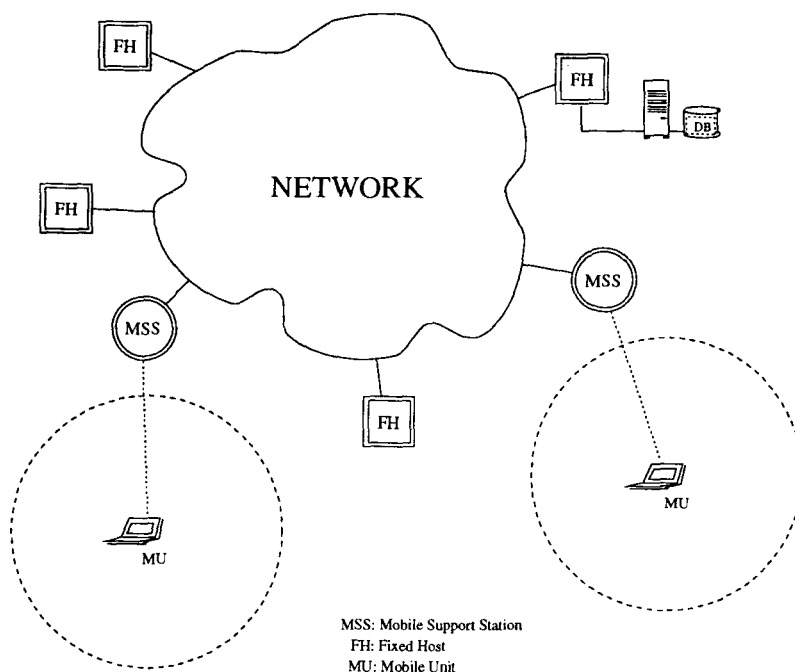 FH
FH
DB
NETWORK
FH
MSS
MSS
FH
MU
MU
MSS: Mobile Support Station
FH: Fixed Host
MU: Mobile Unit